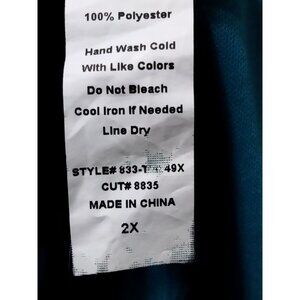 100% Polyester
Hand Wash Cold
With Like Colors
Do Not Bleach
Cool Iron If Needed
Line Dry
STYLE# 833-T 49X
CUT# 8835
MADE IN CHINA
2X